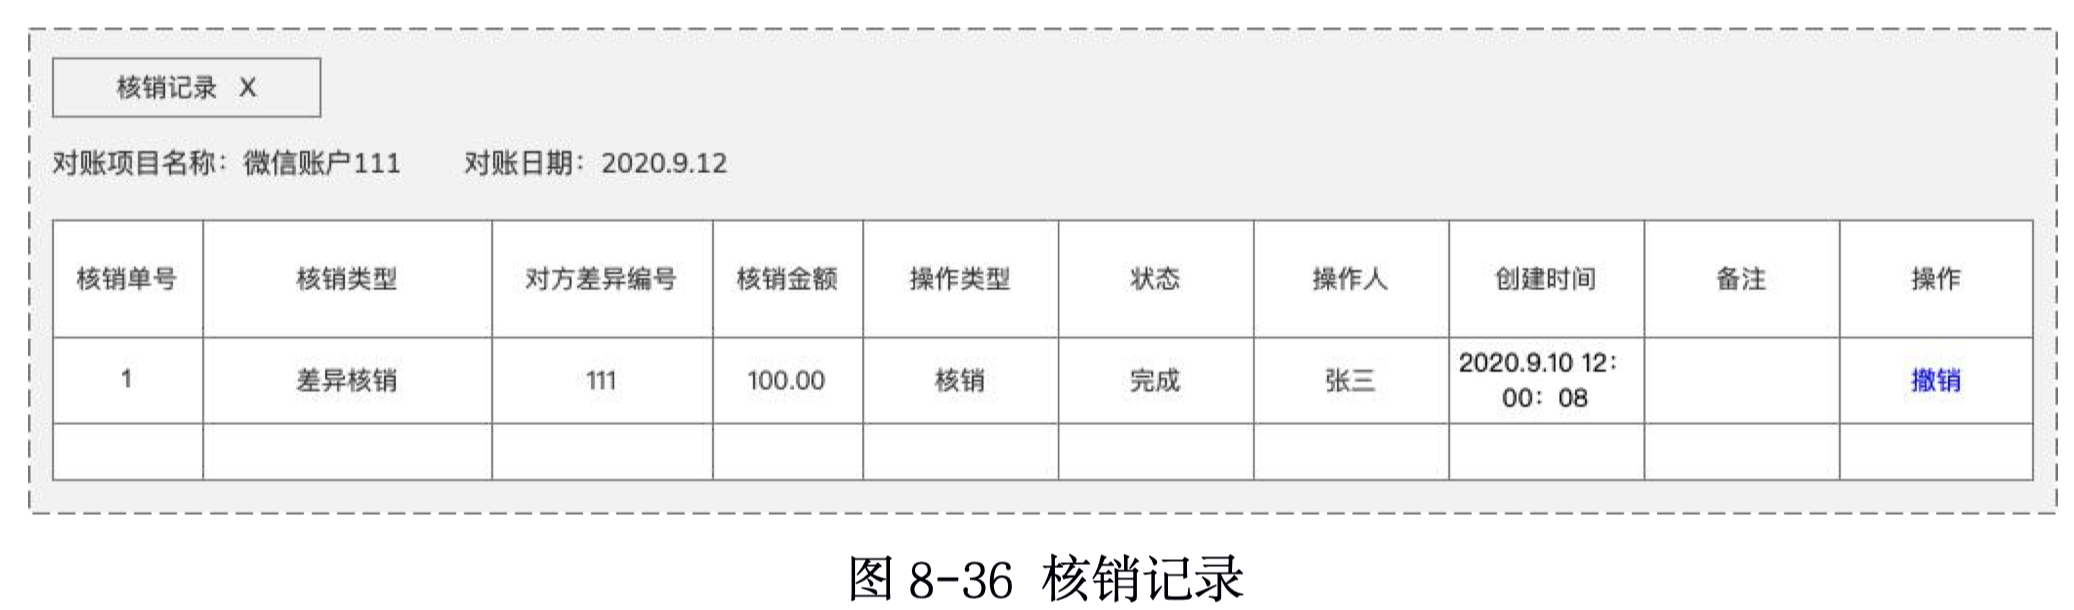 核销记录 X
对账项目名称：微信账户111 对账日期：2020.9.12
核销单号 核销类型 对方差异编号 核销金额 操作类型 状态 操作人 创建时间 备注 操作
1 差异核销 111 100.00 核销 完成 张三 2020.9.10 12：
00：08 撤销
图 8-36 核销记录